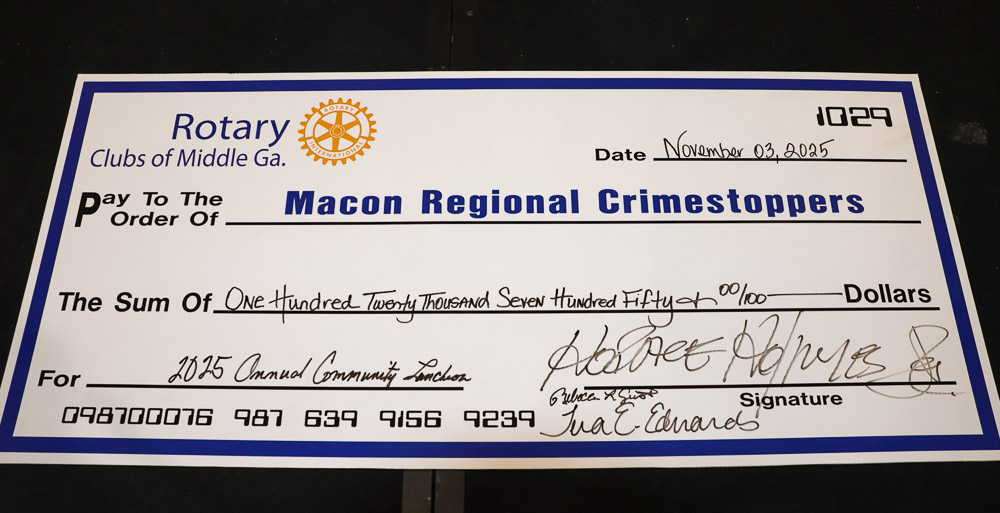 Rotary
Clubs of Middle Ga.
ROTARY
INTERNATIONAL
1029
Date November 03, 2025
Pay To The
Order Of Macon Regional Crimestoppers
The Sum Of One Hundred Twenty Thousand Seven Hundred Fifty & 00/100 Dollars
For 2025 Annual Community Luncheon
Signature
098700076 987 639 9156 9239
Edwards